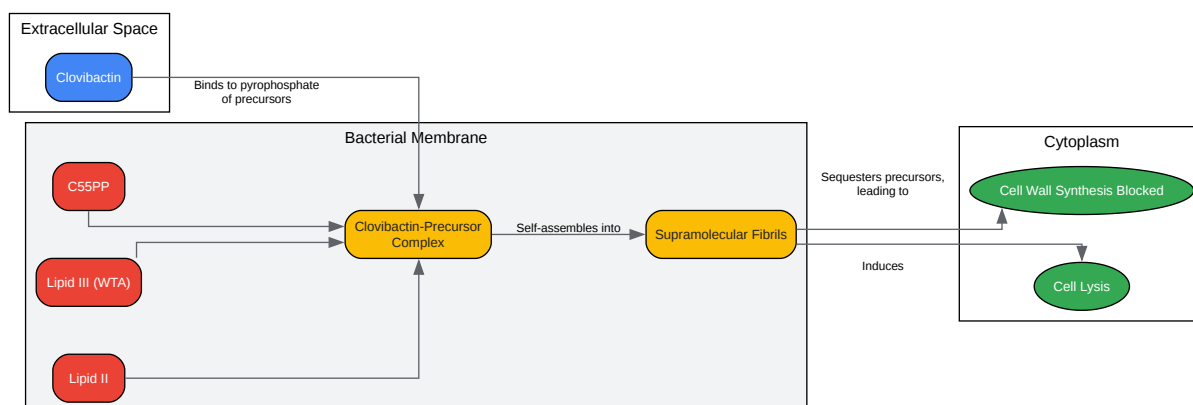 Extracellular Space
Clovibactin
Binds to pyrophosphate
of precursors
Bacterial Membrane
C55PP
Lipid III (WTA)
Lipid II
Clovibactin-Precursor
Complex
Self-assembles into
Supramolecular Fibrils
Sequesters precursors,
leading to
Induces
Cytoplasm
Cell Wall Synthesis Blocked
Cell Lysis